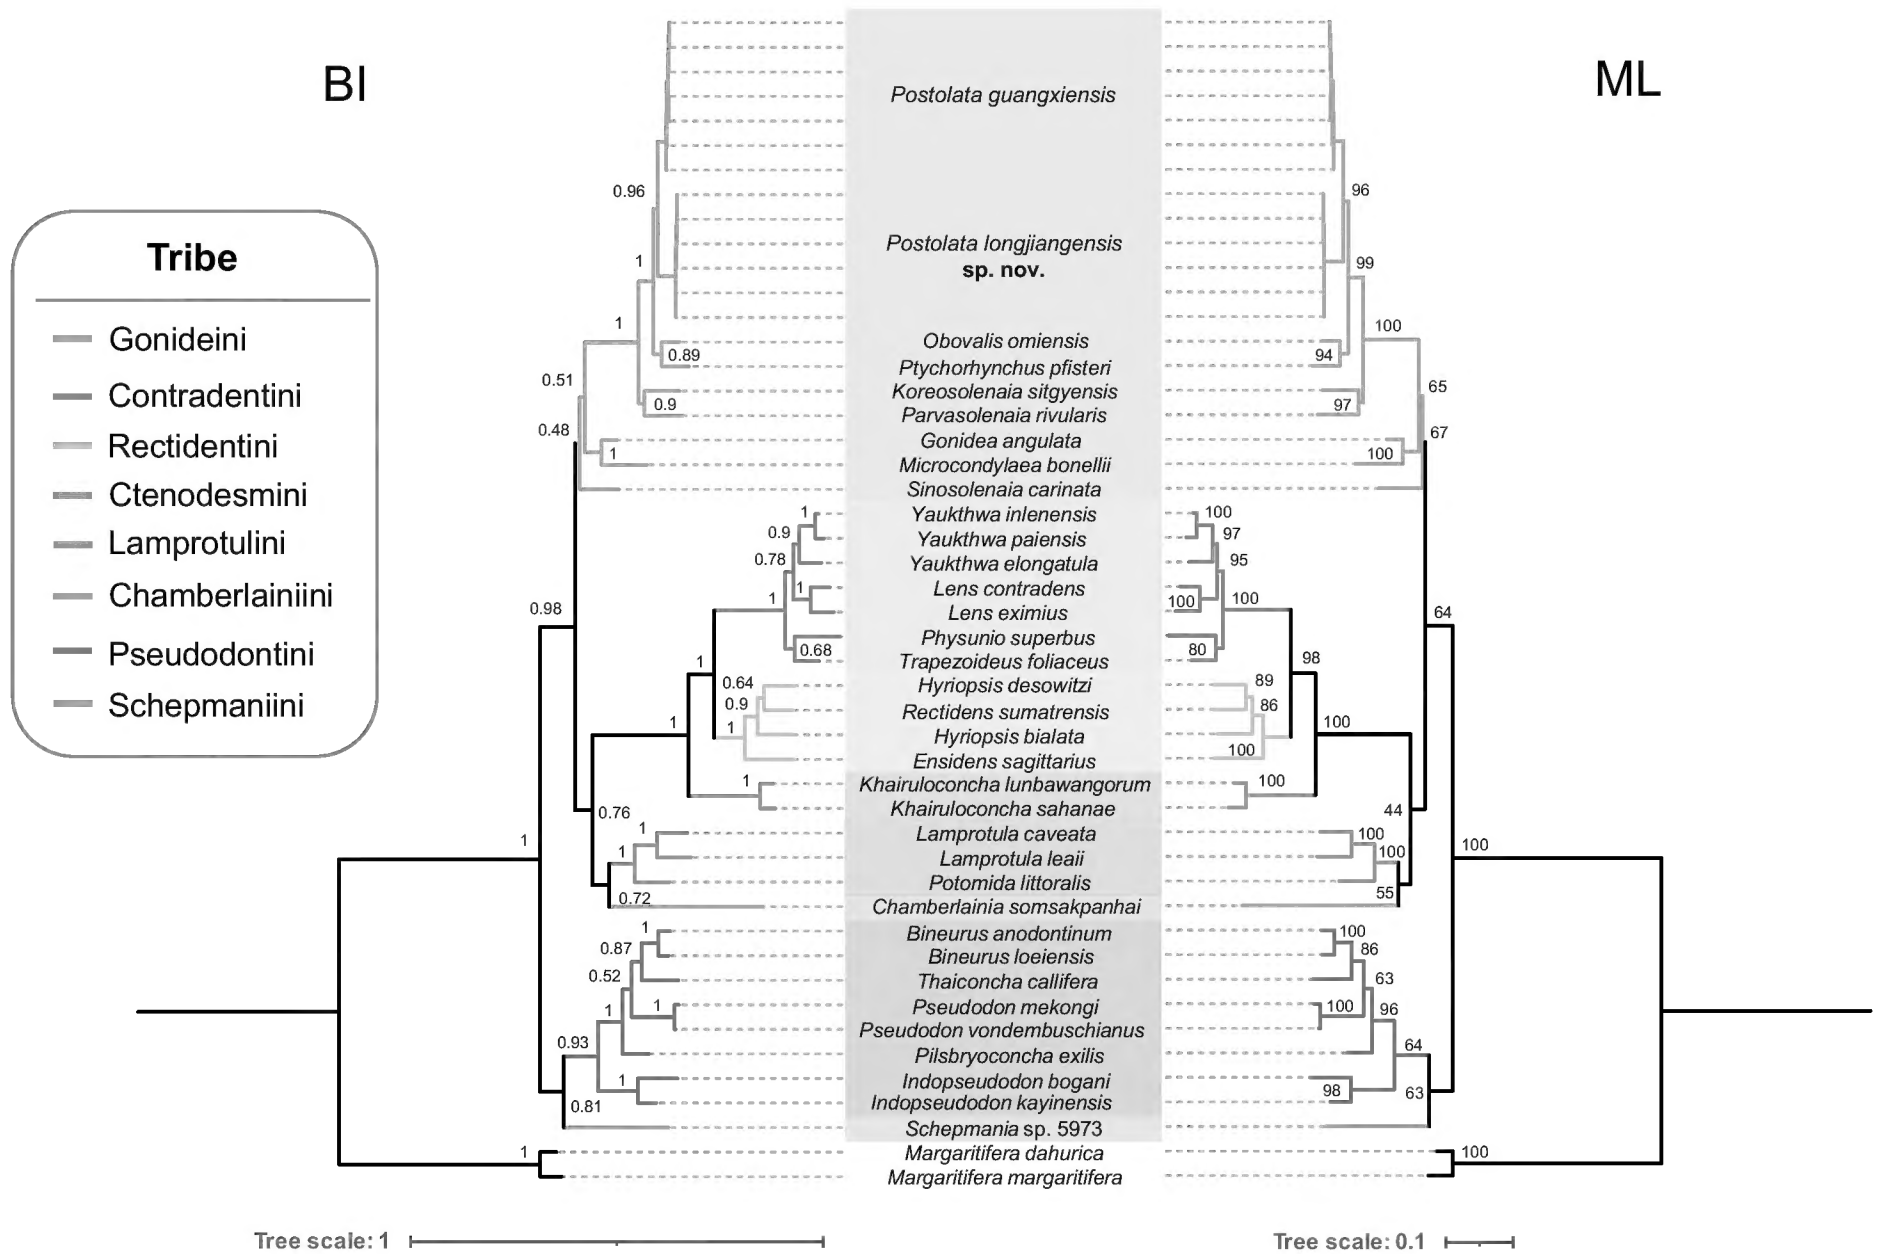 BI
ML
Tribe
Gonideini
Contradentini
Rectidentini
Ctenodesmini
Lamprotulini
Chamberlainiini
Pseudodontini
Schepmaniini
Postolata guangxiensis
Postolata longjiangensis
sp. nov.
Obovalis omiensis
Ptychorhynchus pfisteri
Koreosolenaia sitgyensis
Parvasolenaia rivularis
Gonidea angulata
Microcondylaea bonellii
Sinosolenaia carinata
Yaukthwa inlenensis
Yaukthwa paiensis
Yaukthwa elongatula
Lens contradens
Lens eximius
Physunio superbus
Trapezoideus foliaceus
Hyriopsis desowitzi
Rectidens sumatrensis
Hyriopsis bialata
Ensidens sagittarius
Khairuloconcha lunbawangorum
Khairuloconcha sahanae
Lamprotula caveata
Lamprotula leaii
Potomida littoralis
Chamberlainia somsakpanhai
Bineurus anodontinum
Bineurus loeiensis
Thaiconcha callifera
Pseudodon mekongi
Pseudodon vondembuschianus
Pilsbryoconcha exilis
Indopseudodon bogani
Indopseudodon kayinensis
Schepmania sp. 5973
Margaritifera dahurica
Margaritifera margaritifera
0.96
1
1
0.89
0.51
0.9
0.48
1
1
0.9
0.78
1
1
0.98
0.68
1
0.64
0.9
1
1
1
0.76
1
1
1
0.72
1
0.87
0.52
1
1
0.93
1
0.81
1
96
99
100
94
65
97
67
100
100
97
95
100
100
64
80
98
89
86
100
100
100
44
100
100
100
55
100
86
63
100
96
64
98
63
100
Tree scale: 1
Tree scale: 0.1